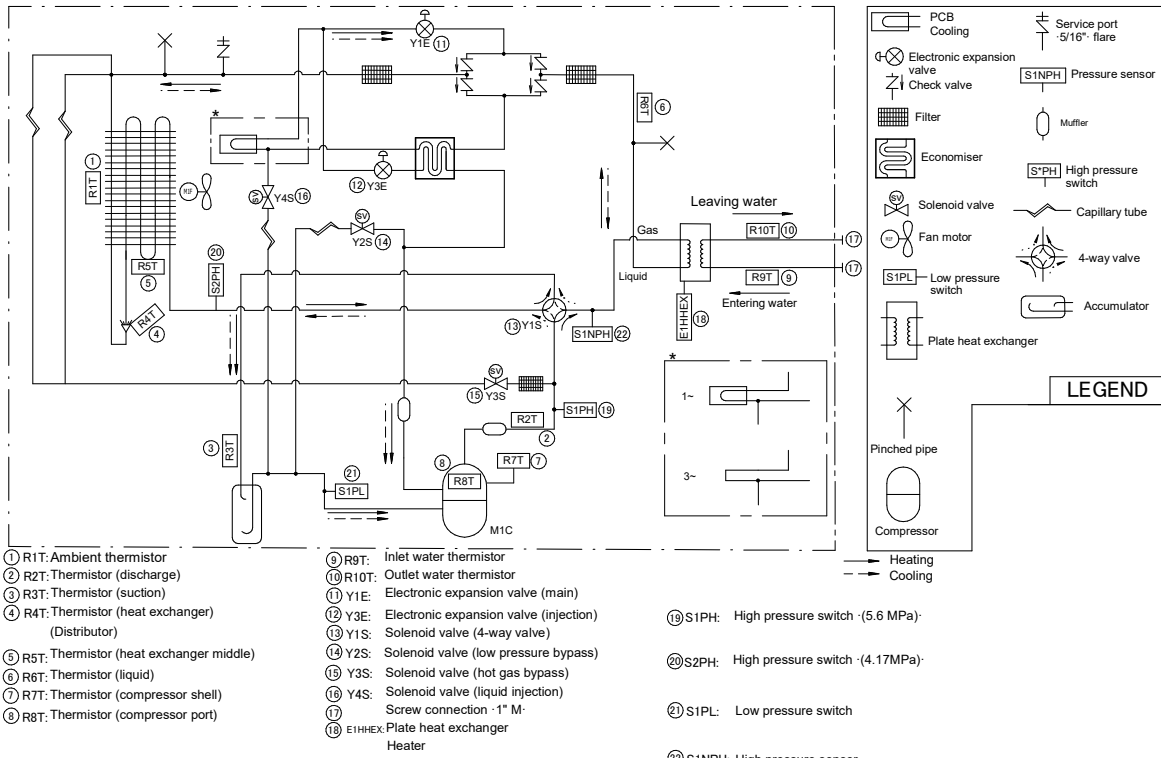 Y1E ⑪
*
R6T ⑥
① R1T
M1F
⑫ Y3E
SV Y4S ⑯
SV
Y2S ⑭
Leaving water
R10T ⑩
⑰
Gas
⑳
S2PH
R5T
⑤
Liquid
R9T ⑨
⑰
Entering water
R4T
④
⑬ Y1S
S1NPH ㉒
E1HHEX ⑱
*
SV
⑮ Y3S
1~
S1PH ⑲
R2T
②
③ R3T
⑧
R7T ⑦
R8T
㉑
S1PL
3~
M1C
PCB
Cooling
Service port
·5/16"· flare
Electronic expansion
valve
Check valve
S1NPH Pressure sensor
Filter
Muffler
Economiser
S*PH High pressure
switch
SV
Solenoid valve
Capillary tube
M1F Fan motor
4-way valve
S1PL Low pressure
switch
Accumulator
Plate heat exchanger
LEGEND
Pinched pipe
Compressor
Heating
Cooling
① R1T: Ambient thermistor
② R2T: Thermistor (discharge)
③ R3T: Thermistor (suction)
④ R4T: Thermistor (heat exchanger)
(Distributor)
⑤ R5T: Thermistor (heat exchanger middle)
⑥ R6T: Thermistor (liquid)
⑦ R7T: Thermistor (compressor shell)
⑧ R8T: Thermistor (compressor port)
⑨ R9T: Inlet water thermistor
⑩ R10T: Outlet water thermistor
⑪ Y1E: Electronic expansion valve (main)
⑫ Y3E: Electronic expansion valve (injection)
⑬ Y1S: Solenoid valve (4-way valve)
⑭ Y2S: Solenoid valve (low pressure bypass)
⑮ Y3S: Solenoid valve (hot gas bypass)
⑯ Y4S: Solenoid valve (liquid injection)
⑰ Screw connection ·1" M·
⑱ E1HHEX: Plate heat exchanger
Heater
⑲ S1PH: High pressure switch ·(5.6 MPa)·
⑳ S2PH: High pressure switch ·(4.17MPa)·
㉑ S1PL: Low pressure switch
㉒ S1NPH: High pressure sensor